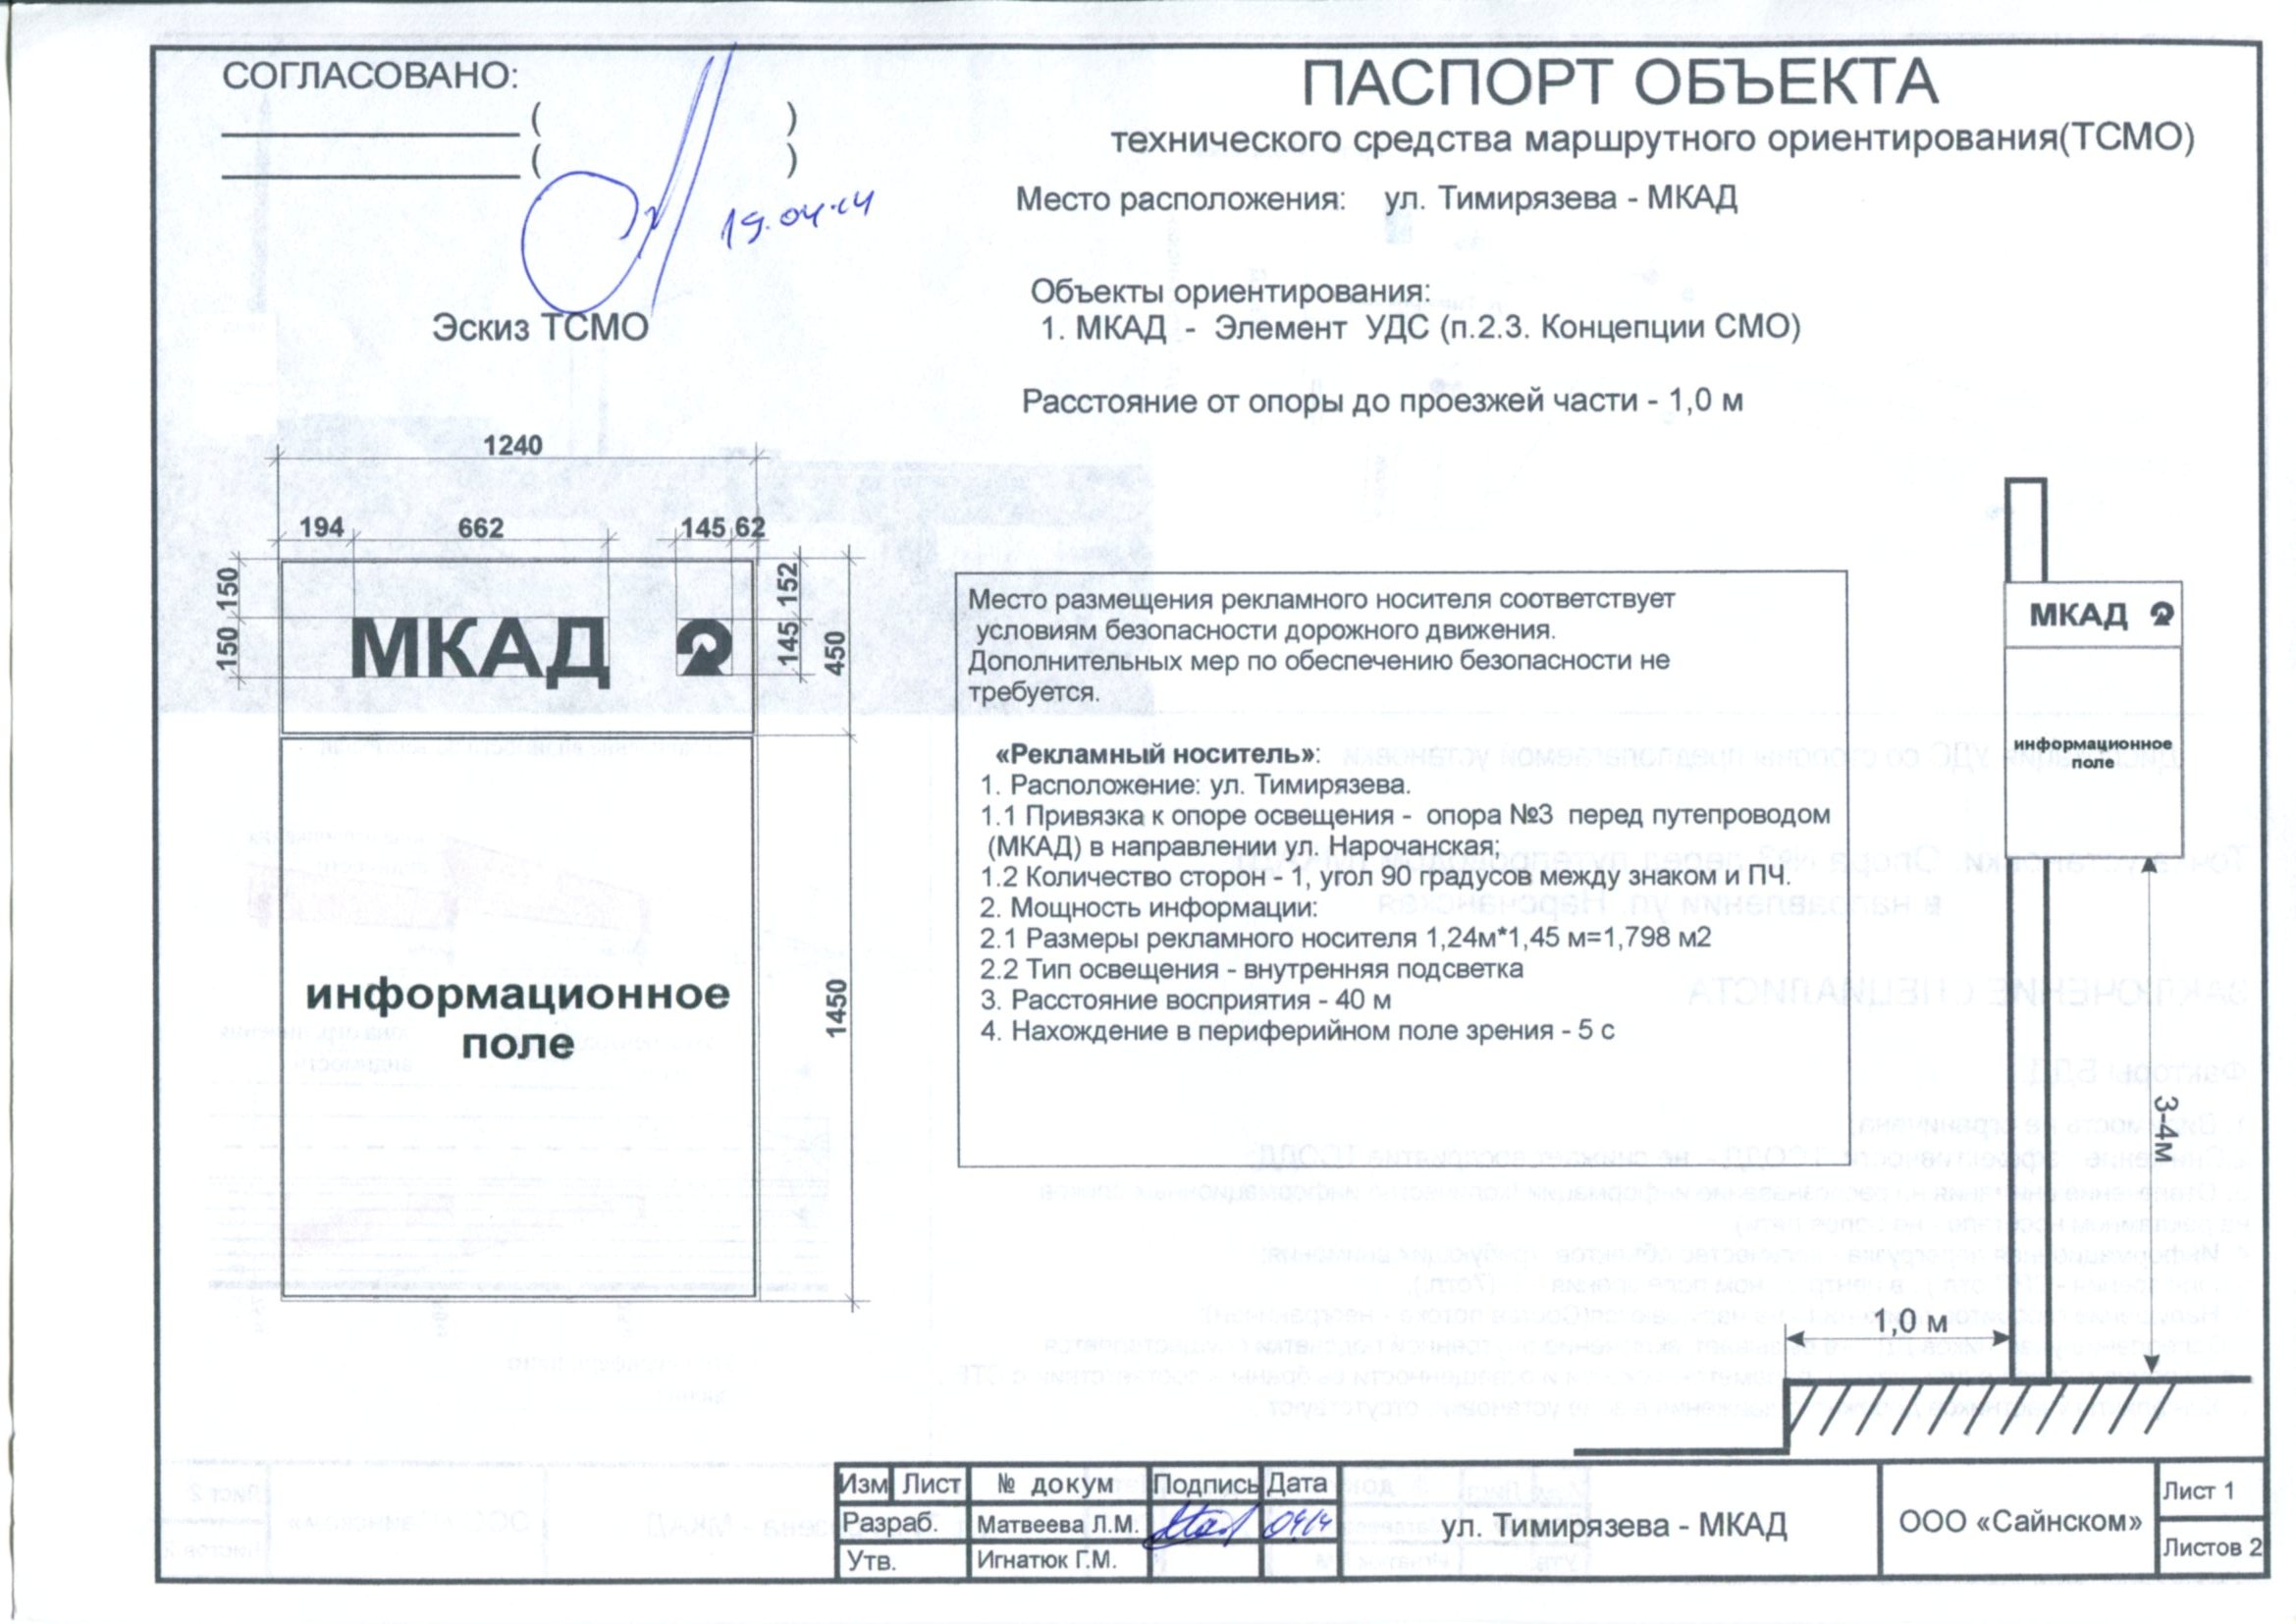 СОГЛАСОВАНО:
( )
( )
19.04.14
ПАСПОРТ ОБЪЕКТА
технического средства маршрутного ориентирования(ТСМО)
Место расположения: ул. Тимирязева - МКАД
Объекты ориентирования:
1. МКАД - Элемент УДС (п.2.3. Концепции СМО)
Расстояние от опоры до проезжей части - 1,0 м
Эскиз ТСМО
1240
194 662 145 62
150
150
152
145
450
МКАД
информационное
поле
1450
Место размещения рекламного носителя соответствует
условиям безопасности дорожного движения.
Дополнительных мер по обеспечению безопасности не
требуется.
«Рекламный носитель»:
1. Расположение: ул. Тимирязева.
1.1 Привязка к опоре освещения - опора №3 перед путепроводом
(МКАД) в направлении ул. Нарочанская;
1.2 Количество сторон - 1, угол 90 градусов между знаком и ПЧ.
2. Мощность информации:
2.1 Размеры рекламного носителя 1,24м*1,45 м=1,798 м2
2.2 Тип освещения - внутренняя подсветка
3. Расстояние восприятия - 40 м
4. Нахождение в периферийном поле зрения - 5 с
МКАД
информационное
поле
3-4м
1,0 м
Изм Лист № докум Подпись Дата
Разраб. Матвеева Л.М. 04.14
Утв. Игнатюк Г.М.
ул. Тимирязева - МКАД
ООО «Сайнском»
Лист 1
Листов 2